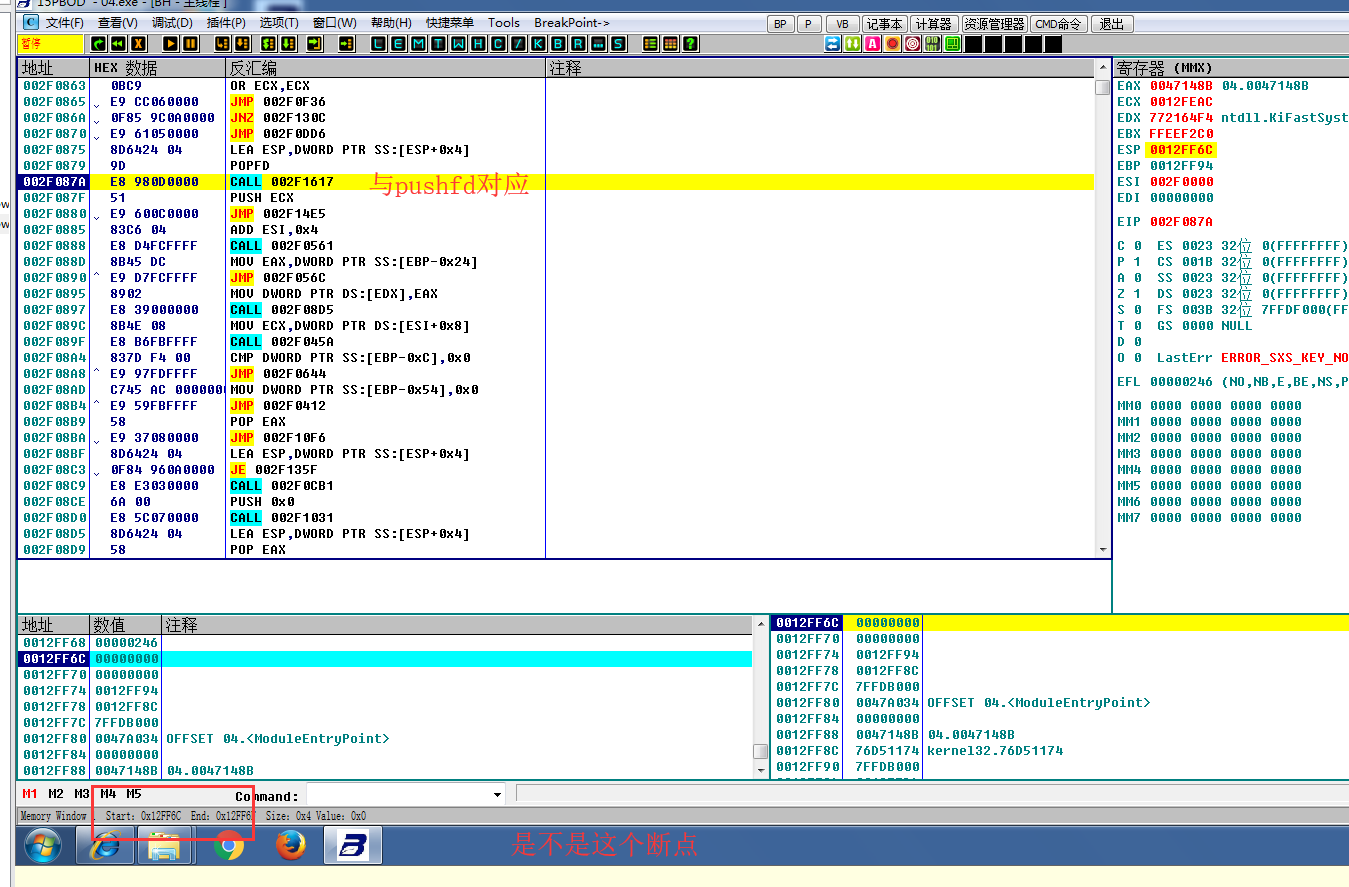 15PBOD - 04.exe - [BH - 主线程 ]
文件(F) 查看(V) 调试(D) 插件(P) 选项(T) 窗口(W) 帮助(H) 快捷菜单 Tools BreakPoint-> BP P VB 记事本 计算器 资源管理器 CMD命令 退出
暂停 L E M T W H C / K B R ... S ?
地址 HEX 数据 反汇编 注释
002F0863 0BC9 OR ECX,ECX
002F0865 E9 CC060000 JMP 002F0F36
002F086A 0F85 9C0A0000 JNZ 002F130C
002F0870 E9 61050000 JMP 002F0DD6
002F0875 8D6424 04 LEA ESP,DWORD PTR SS:[ESP+0x4]
002F0879 9D POPFD
002F087A E8 980D0000 CALL 002F1617 与pushfd对应
002F087F 51 PUSH ECX
002F0880 E9 600C0000 JMP 002F14E5
002F0885 83C6 04 ADD ESI,0x4
002F0888 E8 D4FCFFFF CALL 002F0561
002F088D 8B45 DC MOV EAX,DWORD PTR SS:[EBP-0x24]
002F0890 ^ E9 D7FCFFFF JMP 002F056C
002F0895 8902 MOV DWORD PTR DS:[EDX],EAX
002F0897 E8 39000000 CALL 002F08D5
002F089C 8B4E 08 MOV ECX,DWORD PTR DS:[ESI+0x8]
002F089F E8 B6FBFFFF CALL 002F045A
002F08A4 837D F4 00 CMP DWORD PTR SS:[EBP-0xC],0x0
002F08A8 ^ E9 97FDFFFF JMP 002F0644
002F08AD C745 AC 0000000 MOV DWORD PTR SS:[EBP-0x54],0x0
002F08B4 ^ E9 59FBFFFF JMP 002F0412
002F08B9 58 POP EAX
002F08BA E9 37080000 JMP 002F10F6
002F08BF 8D6424 04 LEA ESP,DWORD PTR SS:[ESP+0x4]
002F08C3 0F84 960A0000 JE 002F135F
002F08C9 E8 E3030000 CALL 002F0CB1
002F08CE 6A 00 PUSH 0x0
002F08D0 E8 5C070000 CALL 002F1031
002F08D5 8D6424 04 LEA ESP,DWORD PTR SS:[ESP+0x4]
002F08D9 58 POP EAX
寄存器 (MMX)
EAX 0047148B 04.0047148B
ECX 0012FEAC
EDX 772164F4 ntdll.KiFastSyst
EBX FFEEF2C0
ESP 0012FF6C
EBP 0012FF94
ESI 002F0000
EDI 00000000
EIP 002F087A
C 0 ES 0023 32位 0(FFFFFFFF)
P 1 CS 001B 32位 0(FFFFFFFF)
A 0 SS 0023 32位 0(FFFFFFFF)
Z 1 DS 0023 32位 0(FFFFFFFF)
S 0 FS 003B 32位 7FFDF000(FF
T 0 GS 0000 NULL
D 0
O 0 LastErr ERROR_SXS_KEY_NO
EFL 00000246 (NO,NB,E,BE,NS,P
MM0 0000 0000 0000 0000
MM1 0000 0000 0000 0000
MM2 0000 0000 0000 0000
MM3 0000 0000 0000 0000
MM4 0000 0000 0000 0000
MM5 0000 0000 0000 0000
MM6 0000 0000 0000 0000
MM7 0000 0000 0000 0000
地址 数值 注释
0012FF68 00000246
0012FF6C 00000000
0012FF70 00000000
0012FF74 0012FF94
0012FF78 0012FF8C
0012FF7C 7FFDB000
0012FF80 0047A034 OFFSET 04.<ModuleEntryPoint>
0012FF84 00000000
0012FF88 0047148B 04.0047148B
0012FF6C 00000000
0012FF70 00000000
0012FF74 0012FF94
0012FF78 0012FF8C
0012FF7C 7FFDB000
0012FF80 0047A034 OFFSET 04.<ModuleEntryPoint>
0012FF84 00000000
0012FF88 0047148B 04.0047148B
0012FF8C 76D51174 kernel32.76D51174
0012FF90 7FFDB000
M1 M2 M3 M4 M5 Command:
Memory Window Start: 0x12FF6C End: 0x12FF6 Size: 0x4 Value: 0x0
是不是这个断点